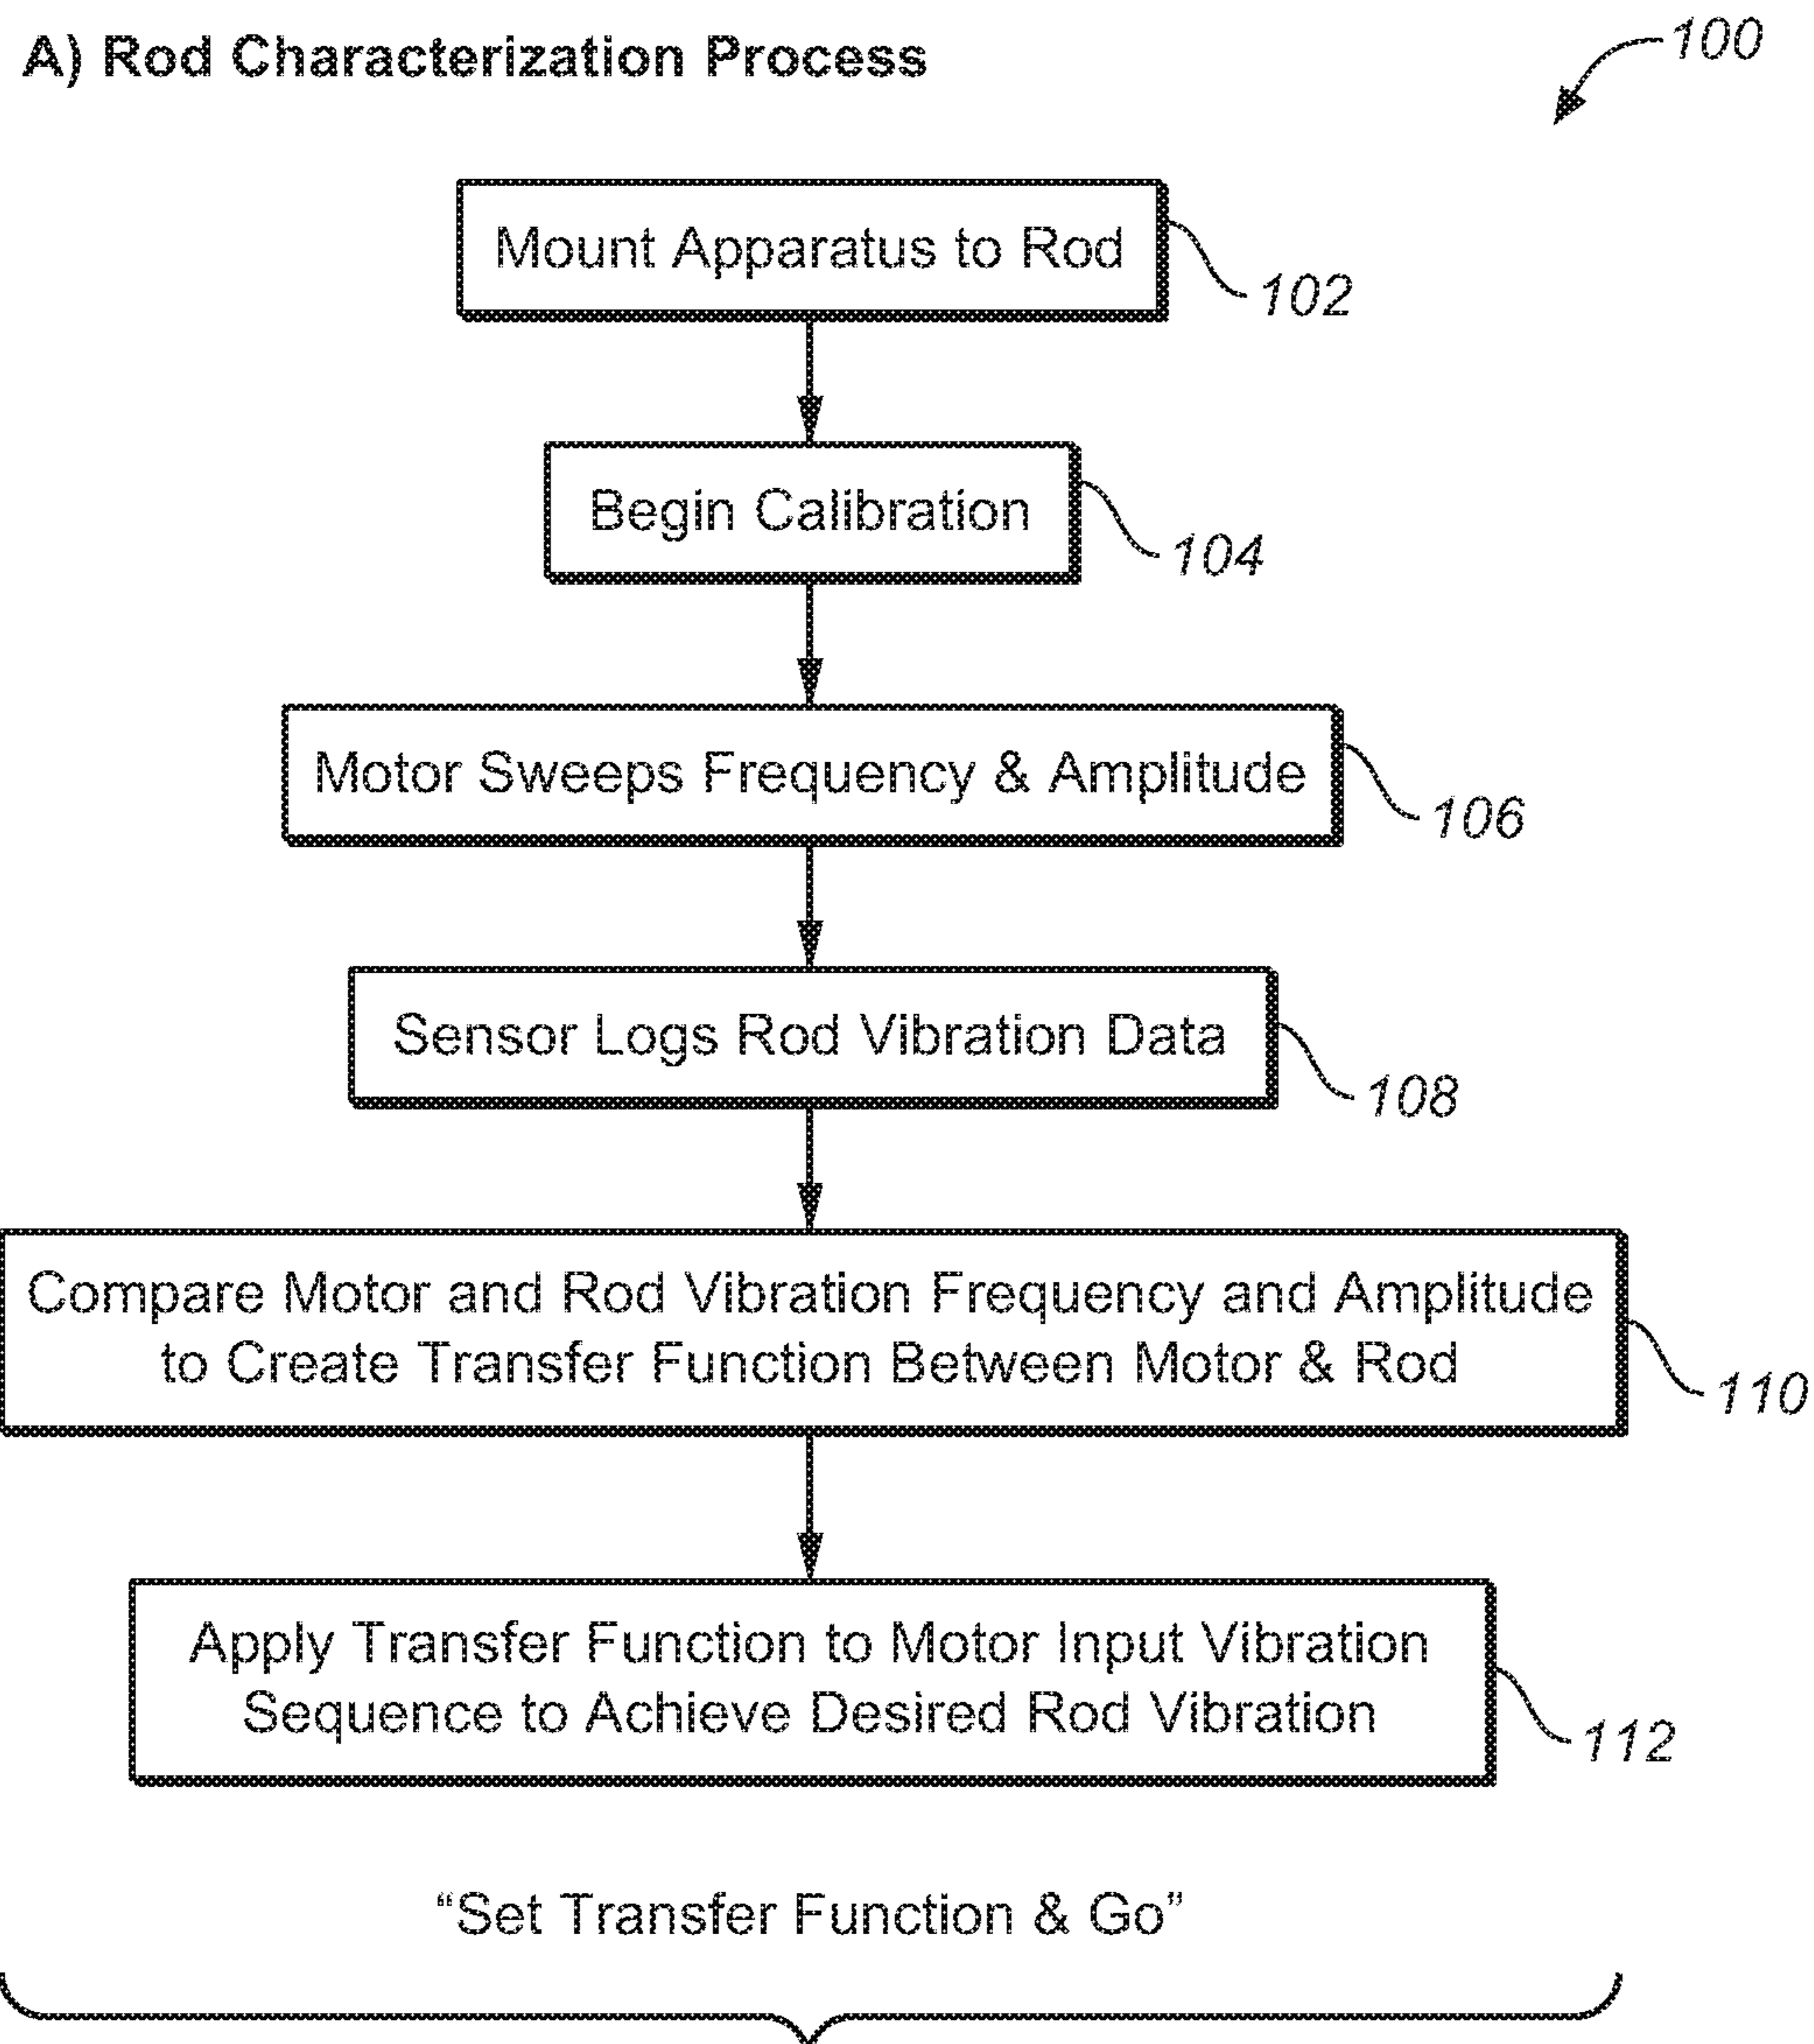 A) Rod Characterization Process
100
Mount Apparatus to Rod
102
Begin Calibration
104
Motor Sweeps Frequency & Amplitude
106
Sensor Logs Rod Vibration Data
108
Compare Motor and Rod Vibration Frequency and Amplitude
to Create Transfer Function Between Motor & Rod
110
Apply Transfer Function to Motor Input Vibration
Sequence to Achieve Desired Rod Vibration
112
“Set Transfer Function & Go”